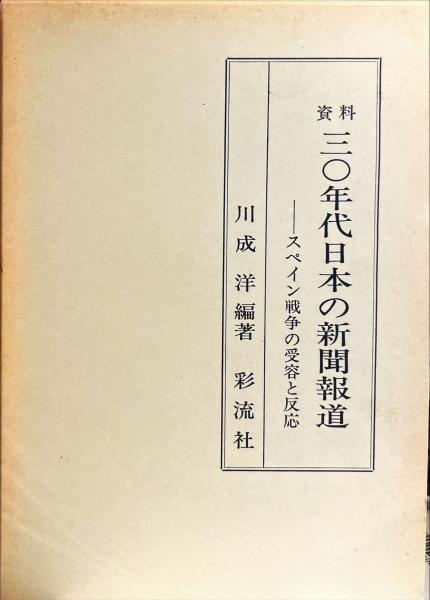 資料
三〇年代日本の新聞報道
――スペイン戦争の受容と反応
川成 洋 編著 彩流社